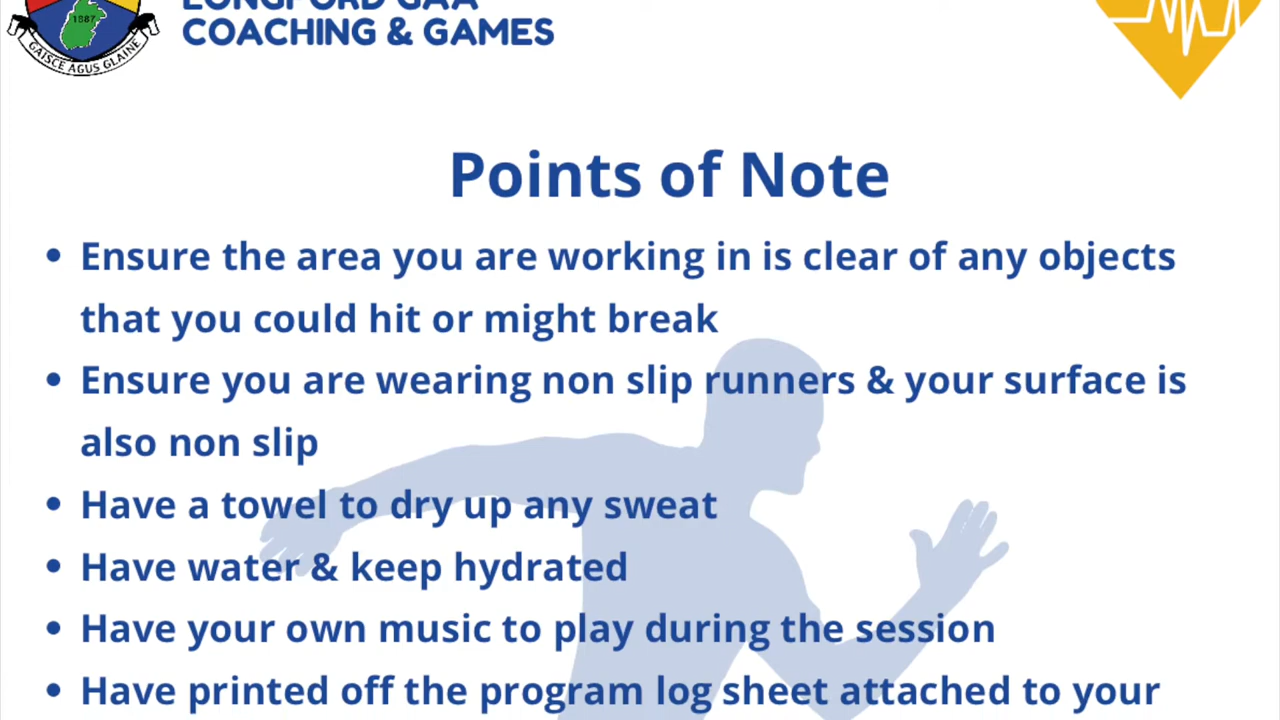 LONGFORD GAA
COACHING & GAMES
1887
GAISCE AGUS GLAINE
Points of Note
• Ensure the area you are working in is clear of any objects
that you could hit or might break
• Ensure you are wearing non slip runners & your surface is
also non slip
• Have a towel to dry up any sweat
• Have water & keep hydrated
• Have your own music to play during the session
• Have printed off the program log sheet attached to your